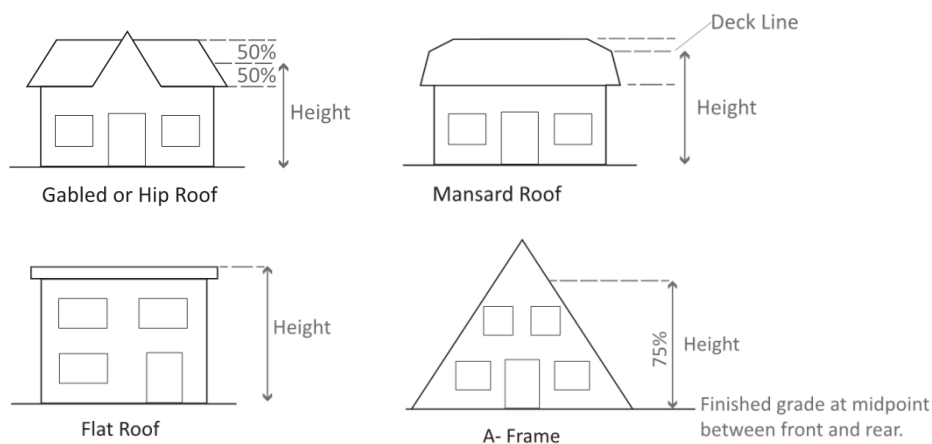 Deck Line
50%
50%
Height
Height
Gabled or Hip Roof
Mansard Roof
Height
75%
Height
Finished grade at midpoint
between front and rear.
Flat Roof
A- Frame